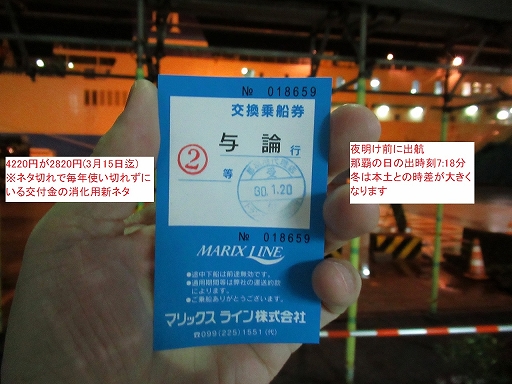 № 018659
交換乗船券
与論行
②等
30.1.20
№ 018659
MARIX LINE
●途中下船は前途無効です。
●適用期間等は弊社の運送約款
によります。
●ご乗船ありがとうございます。
マリックスライン株式会社
☎099(225)1551(代)
4220円が2820円(3月15日迄)
※ネタ切れで毎年使い切れずに
いる交付金の消化用新ネタ
夜明け前に出航
那覇の日の出時刻7:18分
冬は本土との時差が大きく
なります